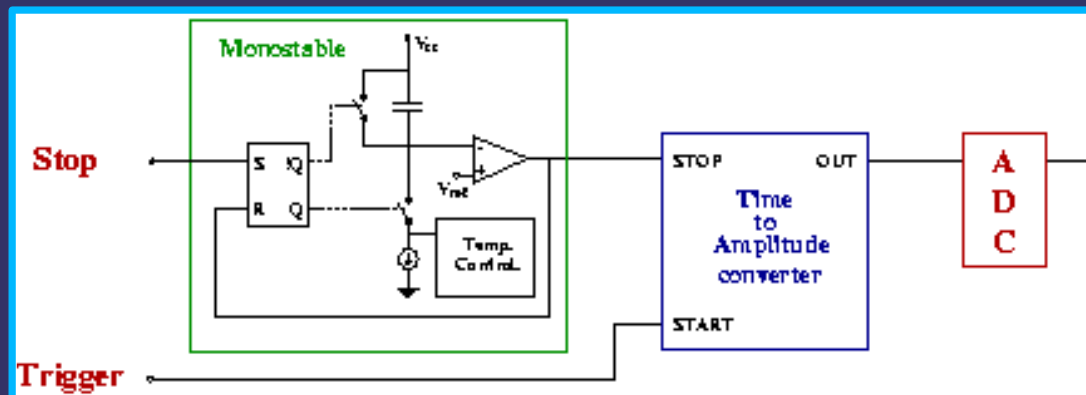 Monostable
Vcc
Stop
S !Q
R Q
- 
+
Vref
Temp.
Control.
STOP OUT
Time
to
Amplitude
converter
START
A
D
C
Trigger